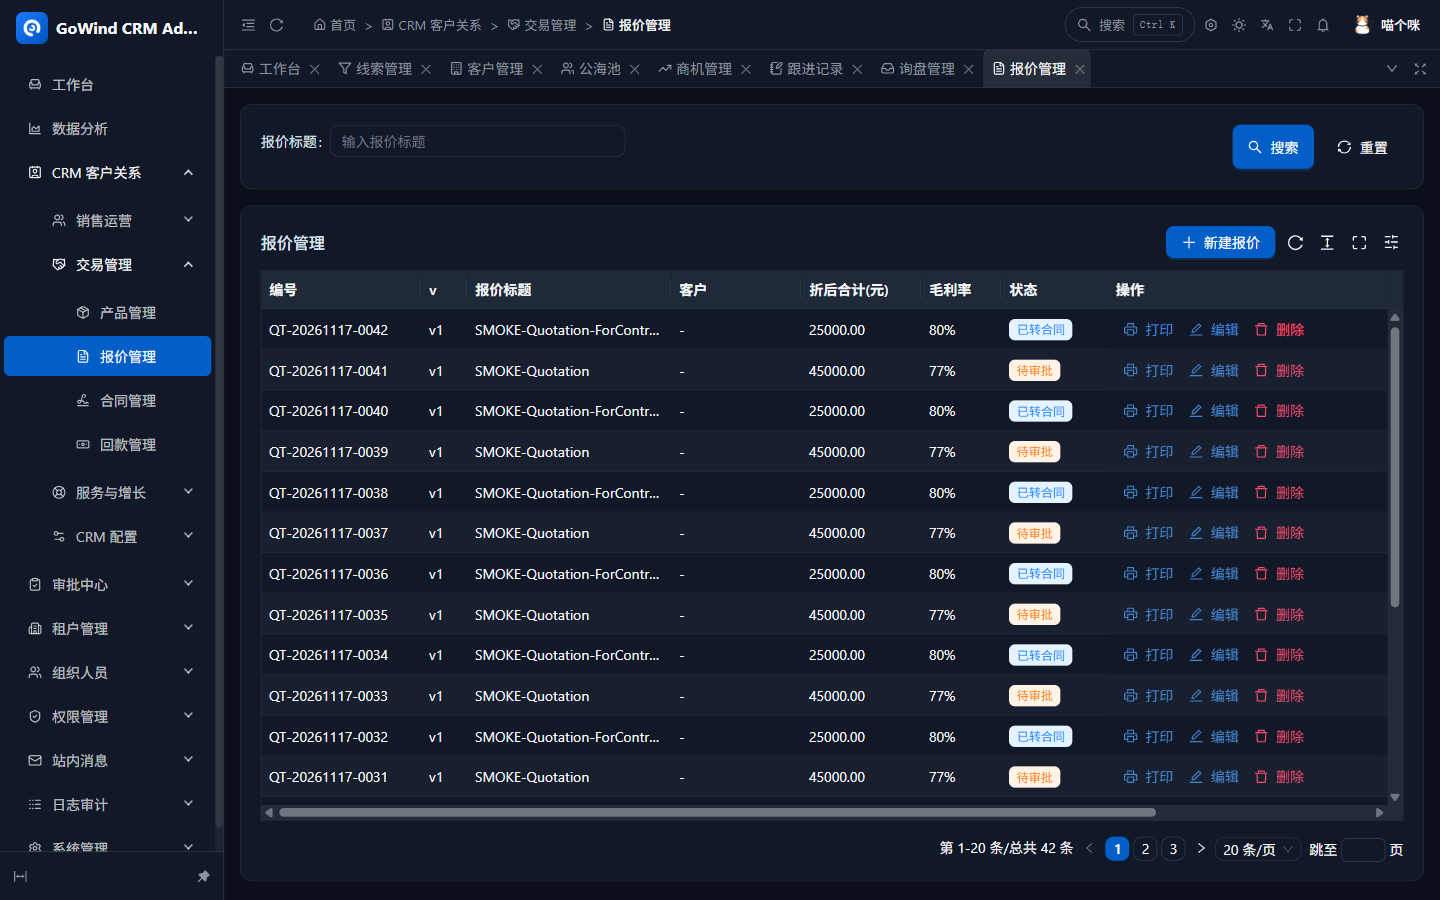 GoWind CRM Ad...
首页 > CRM 客户关系 > 交易管理 > 报价管理
搜索 Ctrl K
喵个咪
工作台 线索管理 客户管理 公海池 商机管理 跟进记录 询盘管理 报价管理
工作台
数据分析
CRM 客户关系
销售运营
交易管理
产品管理
报价管理
合同管理
回款管理
服务与增长
CRM 配置
审批中心
租户管理
组织人员
权限管理
站内消息
日志审计
系统管理
报价标题: 输入报价标题
搜索 重置
报价管理
新建报价
编号 v 报价标题 客户 折后合计(元) 毛利率 状态 操作
QT-20261117-0042 v1 SMOKE-Quotation-ForContr... - 25000.00 80% 已转合同 打印 编辑 删除
QT-20261117-0041 v1 SMOKE-Quotation - 45000.00 77% 待审批 打印 编辑 删除
QT-20261117-0040 v1 SMOKE-Quotation-ForContr... - 25000.00 80% 已转合同 打印 编辑 删除
QT-20261117-0039 v1 SMOKE-Quotation - 45000.00 77% 待审批 打印 编辑 删除
QT-20261117-0038 v1 SMOKE-Quotation-ForContr... - 25000.00 80% 已转合同 打印 编辑 删除
QT-20261117-0037 v1 SMOKE-Quotation - 45000.00 77% 待审批 打印 编辑 删除
QT-20261117-0036 v1 SMOKE-Quotation-ForContr... - 25000.00 80% 已转合同 打印 编辑 删除
QT-20261117-0035 v1 SMOKE-Quotation - 45000.00 77% 待审批 打印 编辑 删除
QT-20261117-0034 v1 SMOKE-Quotation-ForContr... - 25000.00 80% 已转合同 打印 编辑 删除
QT-20261117-0033 v1 SMOKE-Quotation - 45000.00 77% 待审批 打印 编辑 删除
QT-20261117-0032 v1 SMOKE-Quotation-ForContr... - 25000.00 80% 已转合同 打印 编辑 删除
QT-20261117-0031 v1 SMOKE-Quotation - 45000.00 77% 待审批 打印 编辑 删除
第 1-20 条/总共 42 条 1 2 3 20 条/页 跳至 页